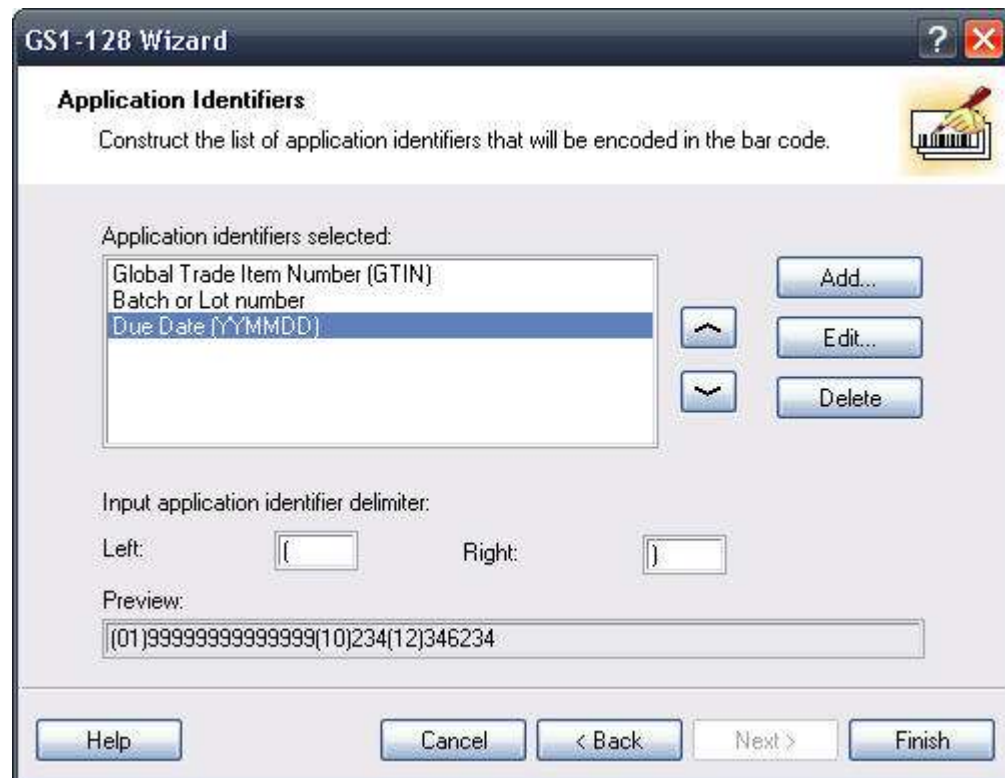 GS1-128 Wizard
?
Application Identifiers
Construct the list of application identifiers that will be encoded in the bar code.
Application identifiers selected:
Global Trade Item Number (GTIN)
Batch or Lot number
Due Date (YYMMDD)
Add...
Edit...
Delete
Input application identifier delimiter:
Left: ( Right: )
Preview:
(01)99999999999999(10)234(12)346234
Help Cancel < Back Next > Finish